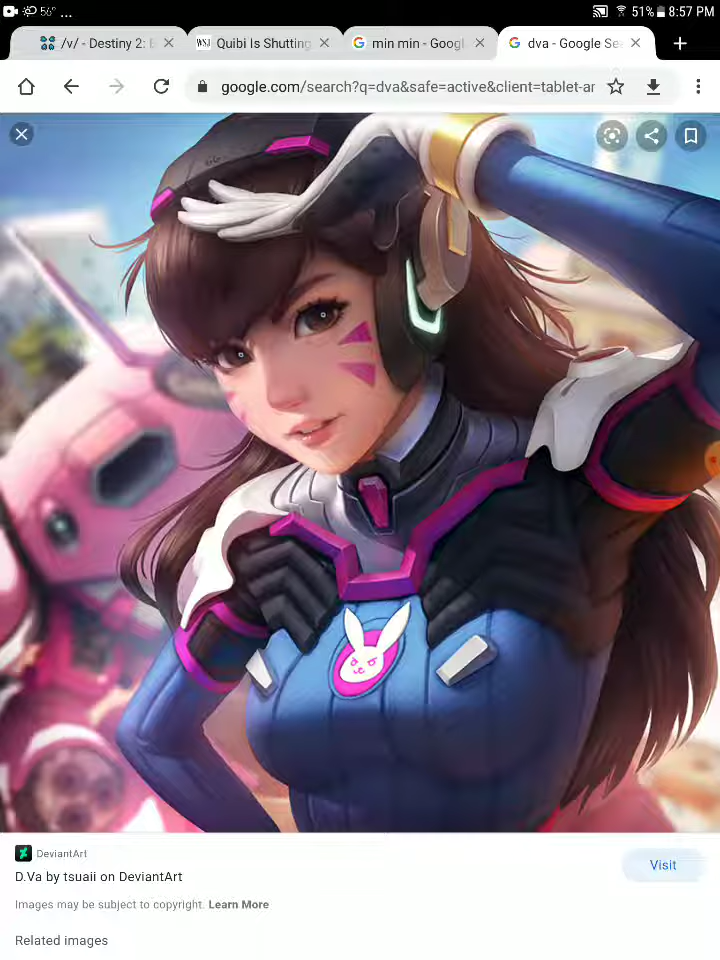 56° ...
51% 8:57 PM
/v/ - Destiny 2:
WSJ Quibi Is Shutting
min min - Googl
dva - Google Se
google.com/search?q=dva&safe=active&client=tablet-ar
DeviantArt
D.Va by tsuaii on DeviantArt
Visit
Images may be subject to copyright. Learn More
Related images